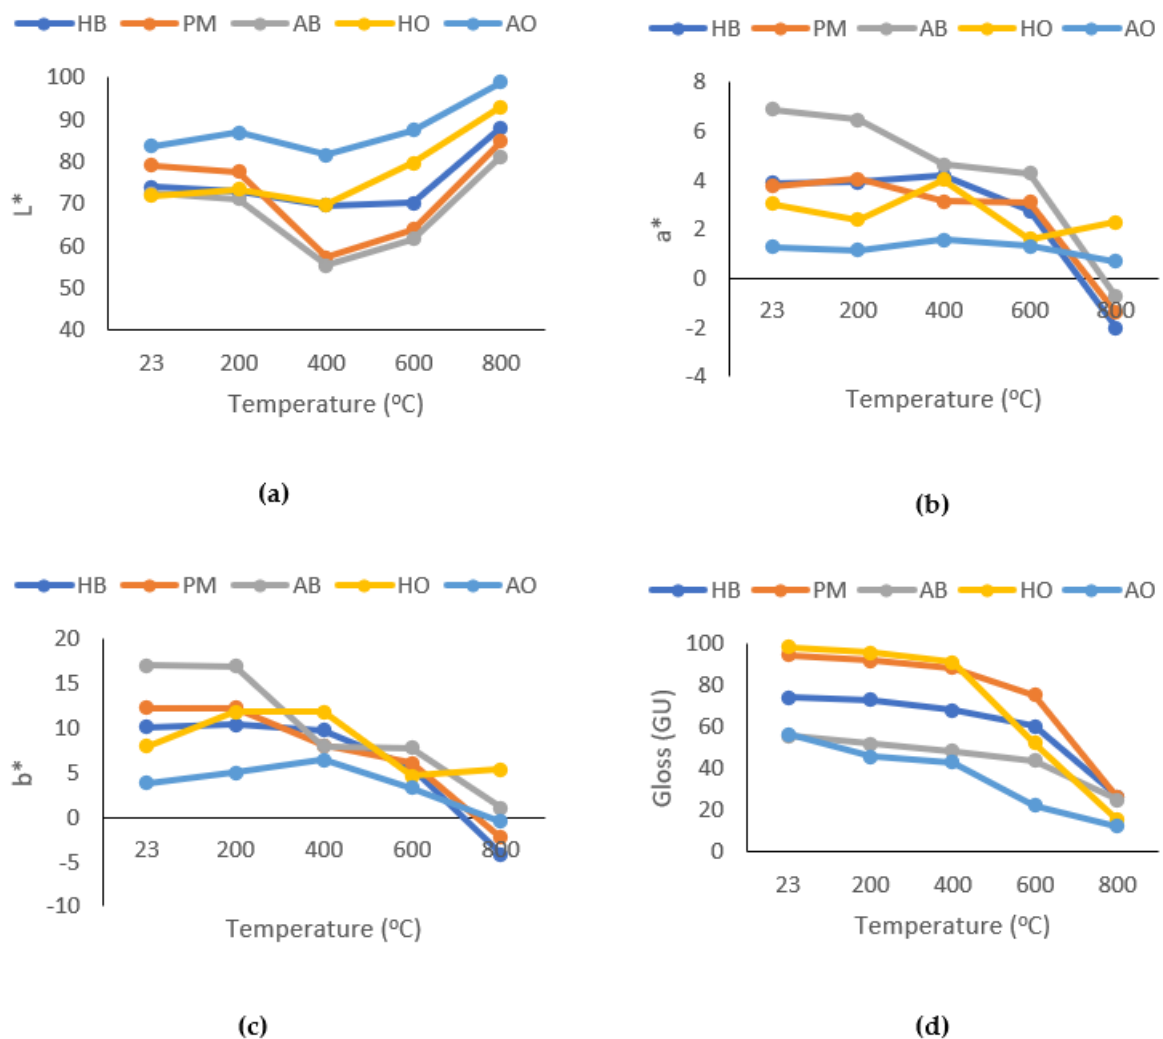 HB PM AB HO AO
100
90
80
70
60
50
40
L*
23 200 400 600 800
Temperature (ºC)
(a)
HB PM AB HO AO
8
6
4
2
0
-2
-4
a*
23 200 400 600 800
Temperature (ºC)
(b)
HB PM AB HO AO
20
15
10
5
0
-5
-10
b*
23 200 400 600 800
Temperature (ºC)
(c)
HB PM AB HO AO
100
80
60
40
20
0
Gloss (GU)
23 200 400 600 800
Temperature (ºC)
(d)